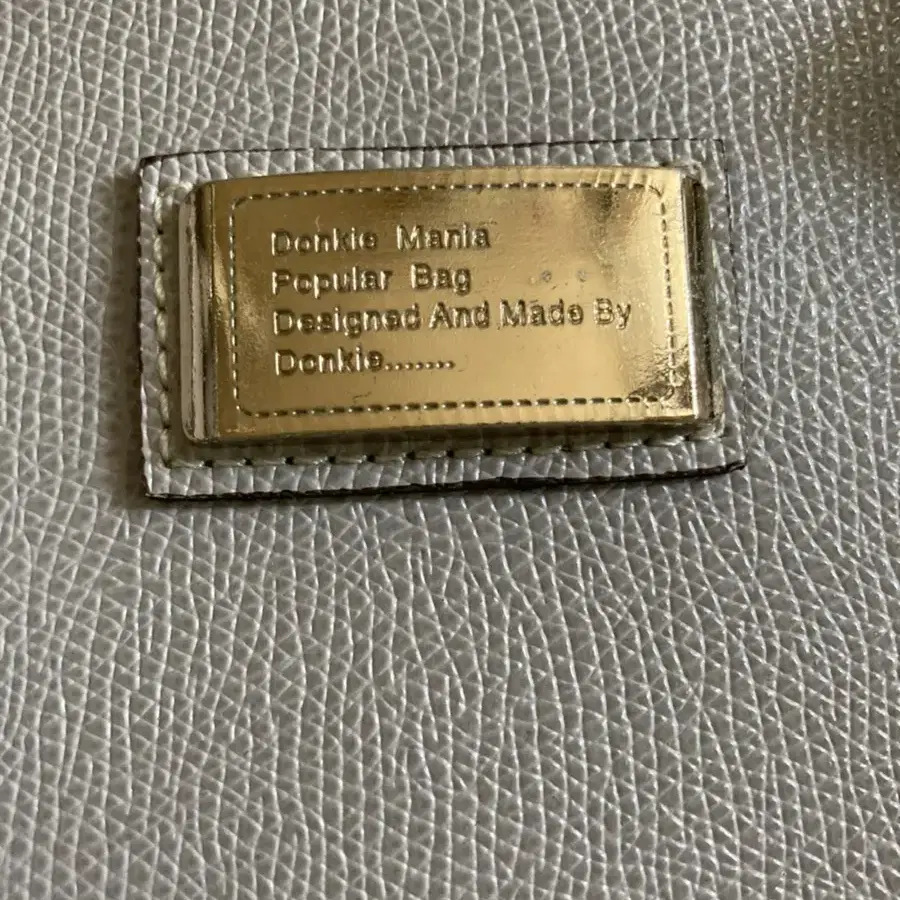 Donkie Mania
Popular Bag
Designed And Made By
Donkie.......